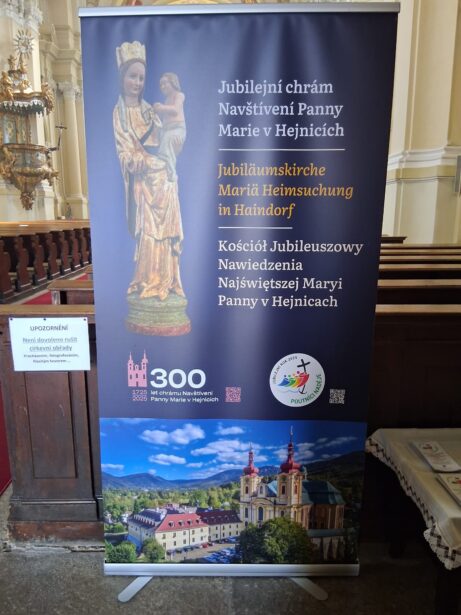 Jubilejní chrám
Navštívení Panny
Marie v Hejnicích
Jubiläumskirche
Mariä Heimsuchung
in Haindorf
Kościół Jubileuszowy
Nawiedzenia
Najświętszej Maryi
Panny v Hejnicach
UPOZORNĚNÍ
Není dovoleno rušit
církevní obřady
1725
2025
300
let chrámu Navštívení
Panny Marie v Hejnicích
POUTNÍCI NADĚJE